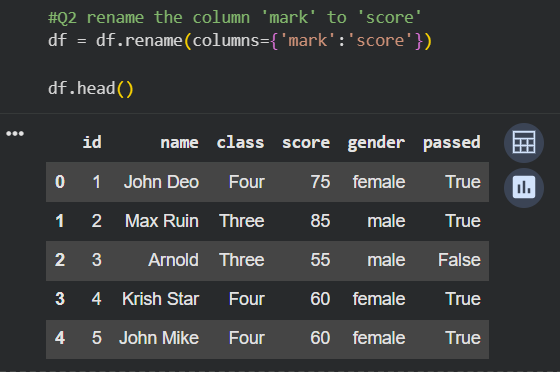 #Q2 rename the column 'mark' to 'score'
df = df.rename(columns={'mark':'score'})
df.head()
id name class score gender passed
0 1 John Deo Four 75 female True
1 2 Max Ruin Three 85 male True
2 3 Arnold Three 55 male False
3 4 Krish Star Four 60 female True
4 5 John Mike Four 60 female True